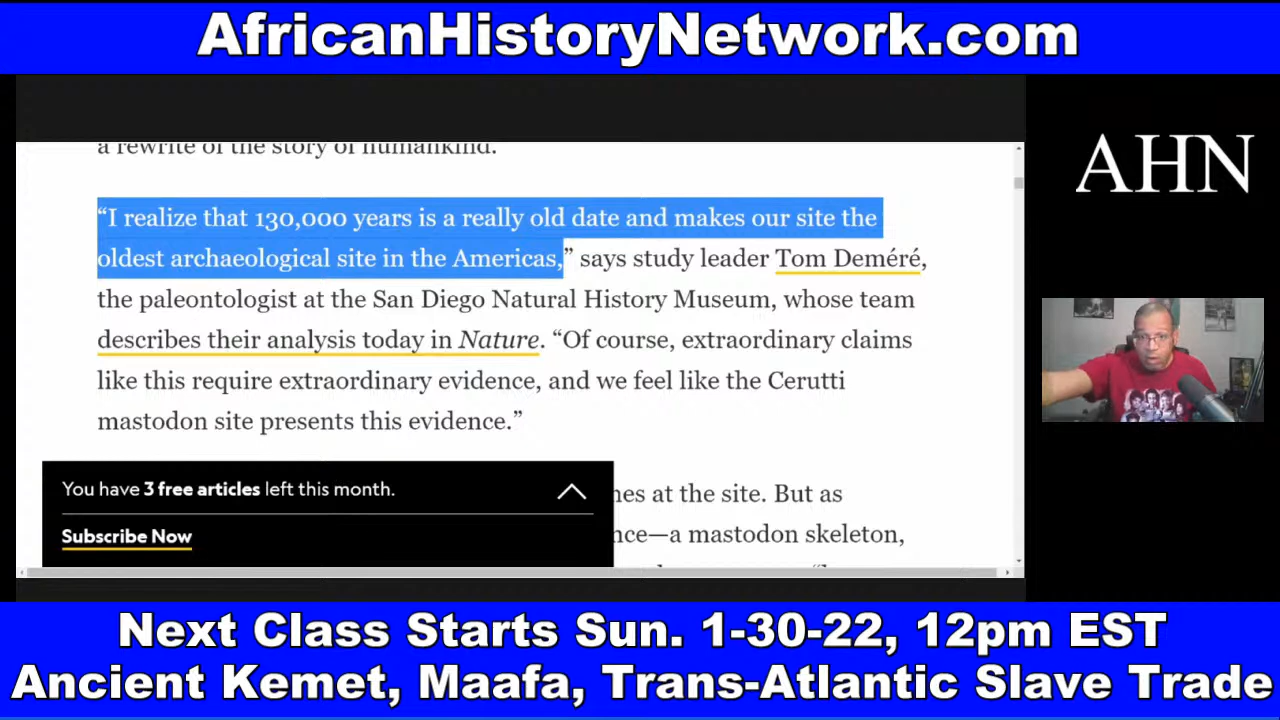 AfricanHistoryNetwork.com
AHN
a rewrite of the story of humankind.
“I realize that 130,000 years is a really old date and makes our site the
oldest archaeological site in the Americas,” says study leader Tom Deméré,
the paleontologist at the San Diego Natural History Museum, whose team
describes their analysis today in Nature. “Of course, extraordinary claims
like this require extraordinary evidence, and we feel like the Cerutti
mastodon site presents this evidence.”
You have 3 free articles left this month.
Subscribe Now
at the site. But as
a mastodon skeleton,
Next Class Starts Sun. 1-30-22, 12pm EST
Ancient Kemet, Maafa, Trans-Atlantic Slave Trade